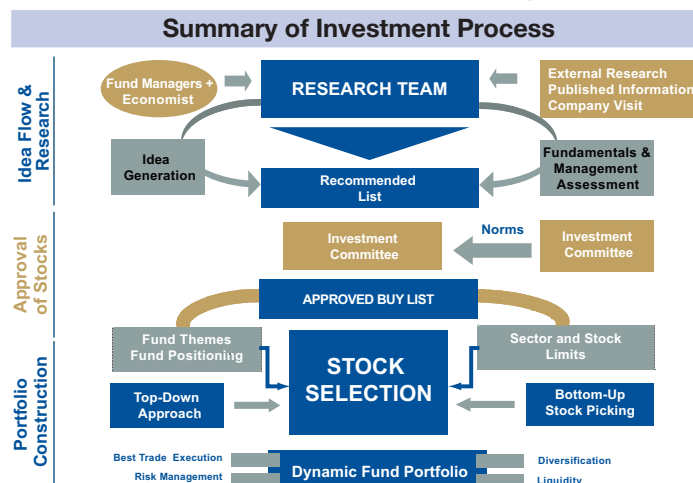 Summary of Investment Process
Idea Flow &
Research
Fund Managers +
Economist
RESEARCH TEAM
External Research
Published Information
Company Visit
Idea
Generation
Recommended
List
Fundamentals &
Management
Assessment
Approval
of Stocks
Investment
Committee
Norms
Investment
Committee
APPROVED BUY LIST
Portfolio
Construction
Fund Themes
Fund Positioning
STOCK
SELECTION
Sector and Stock
Limits
Top-Down
Approach
Bottom-Up
Stock Picking
Best Trade Execution
Risk Management
Dynamic Fund Portfolio
Diversification
Liquidity